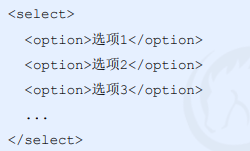 <select>
<option>选项1</option>
<option>选项2</option>
<option>选项3</option>
...
</select>